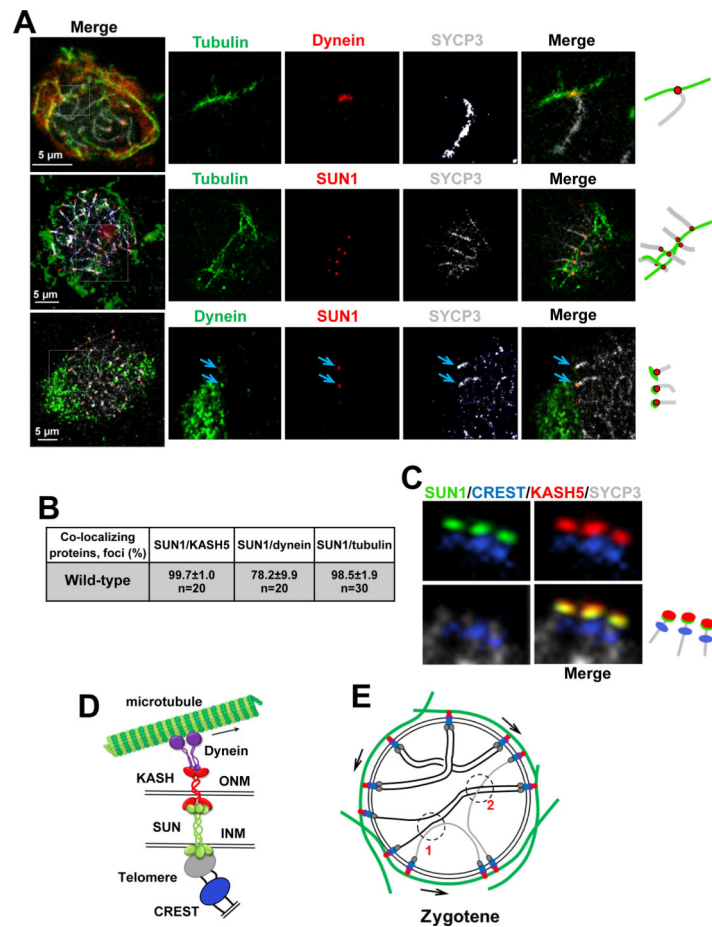 A
Merge
Tubulin Dynein SYCP3 Merge
5 µm
Tubulin SUN1 SYCP3 Merge
5 µm
Dynein SUN1 SYCP3 Merge
5 µm
B
Co-localizing proteins, foci (%) SUN1/KASH5 SUN1/dynein SUN1/tubulin
Wild-type 99.7±1.0 n=20 78.2±9.9 n=20 98.5±1.9 n=30
C
SUN1/CREST/KASH5/SYCP3
Merge
D
microtubule
Dynein
KASH ONM
SUN INM
Telomere
CREST
E
2
1
Zygotene